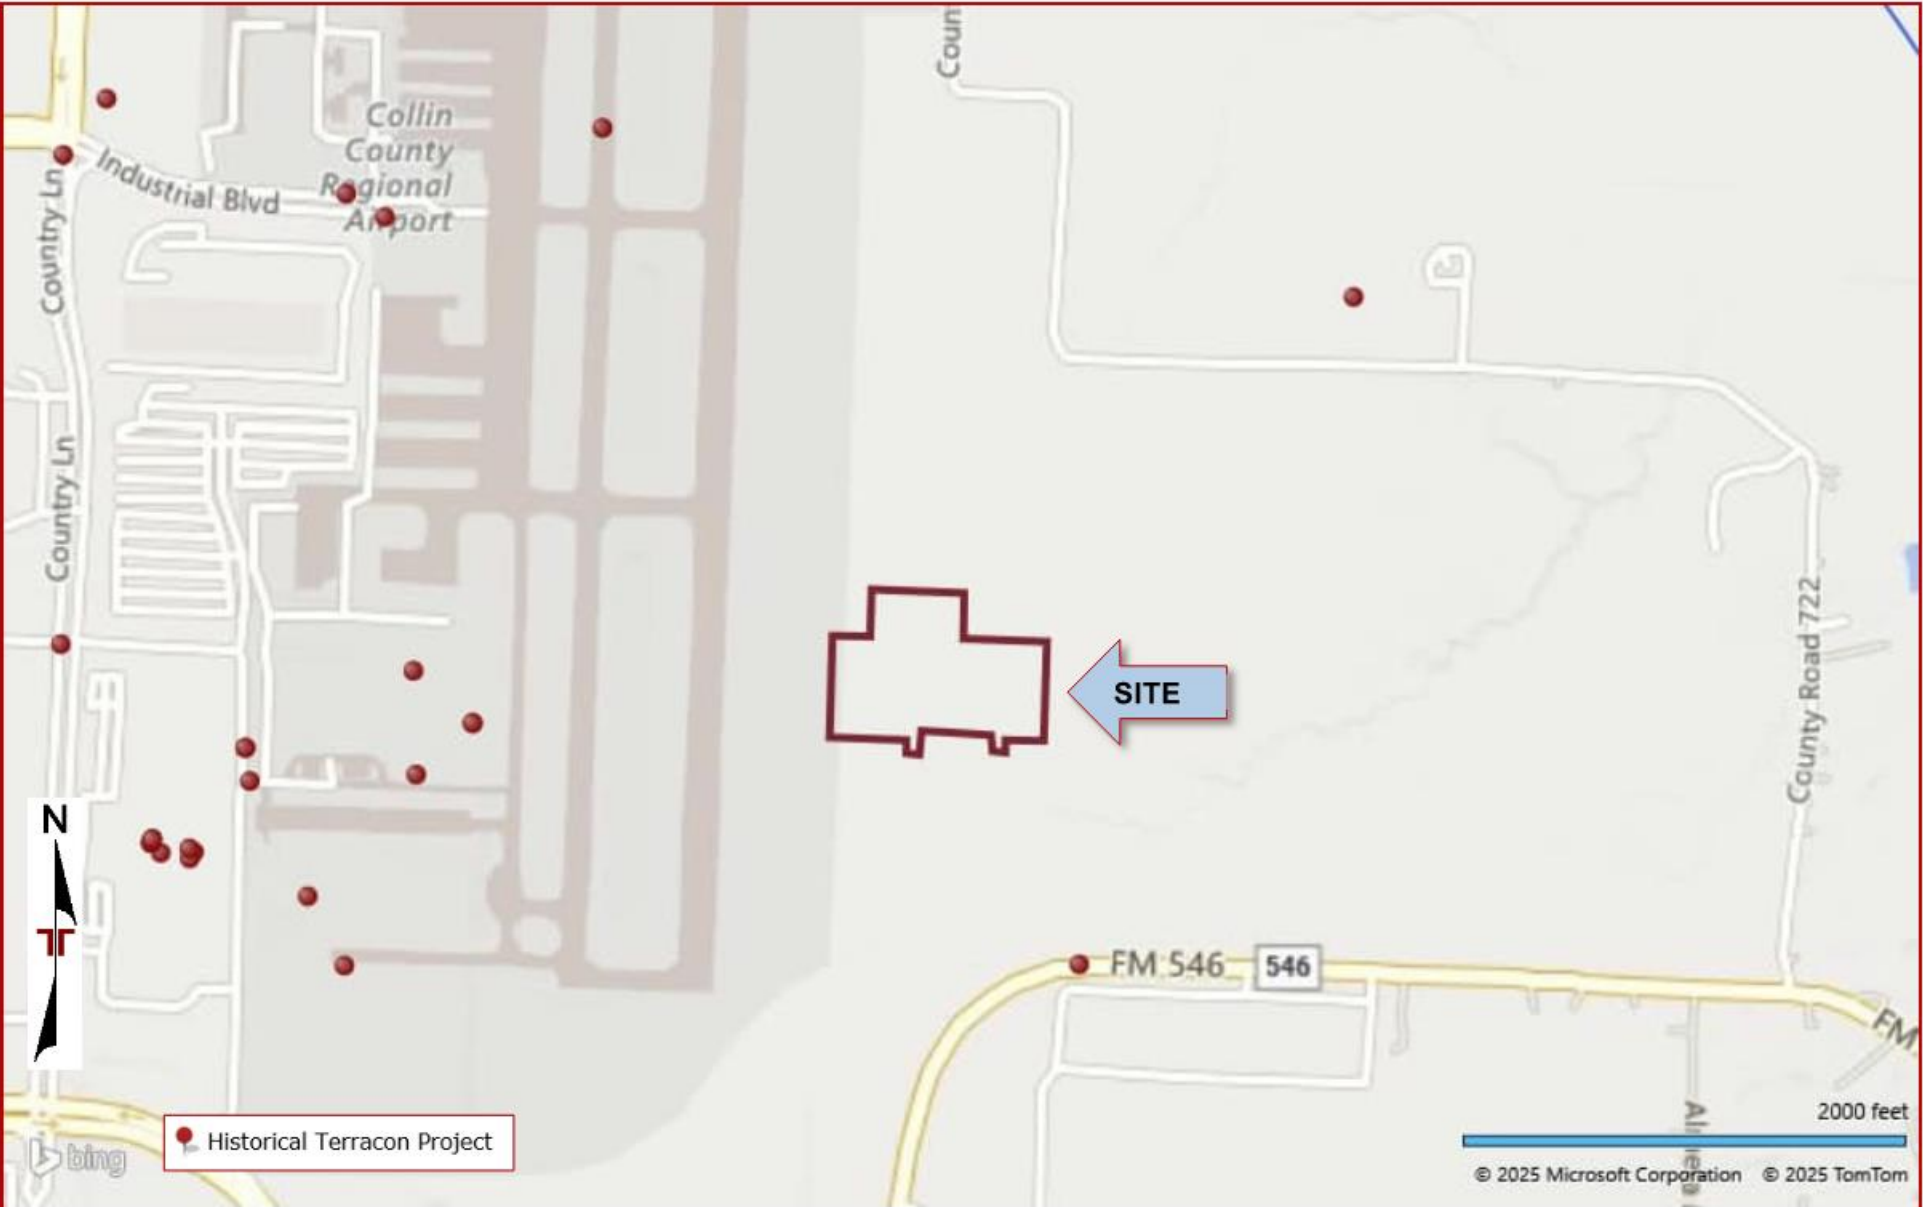 Coun
Collin
County
Regional
Airport
Industrial Blvd
Country Ln
Country Ln
SITE
County Road 722
N
FM 546
546
FM
Historical Terracon Project
2000 feet
bing
© 2025 Microsoft Corporation © 2025 TomTom